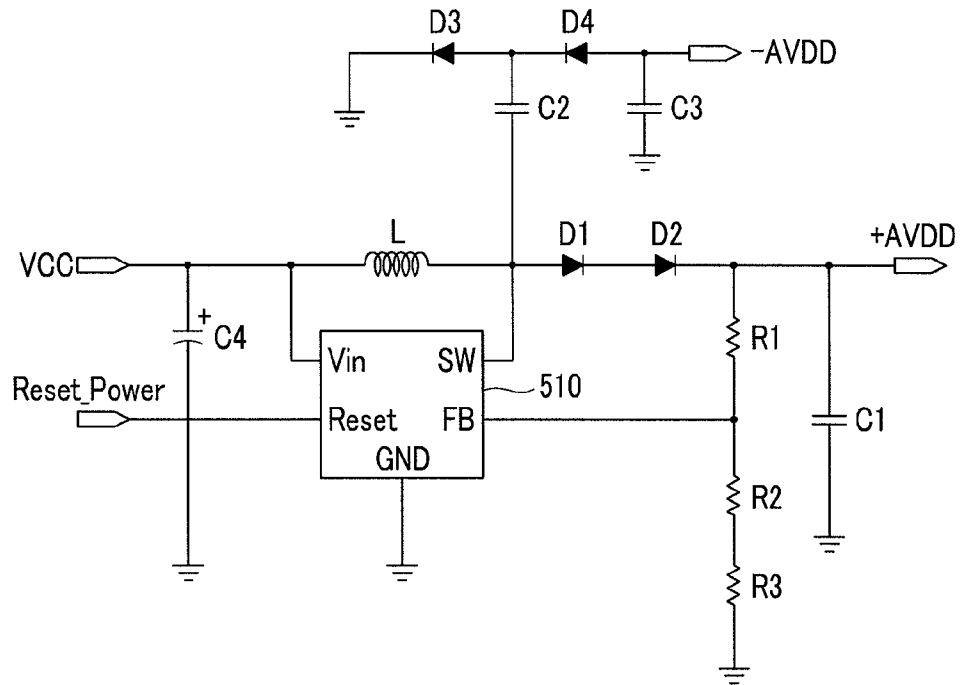 D3
D4
-AVDD
C2
C3
L
D1
D2
+AVDD
VCC
+
C4
R1
Vin
SW
510
Reset_Power
Reset
FB
C1
GND
R2
R3